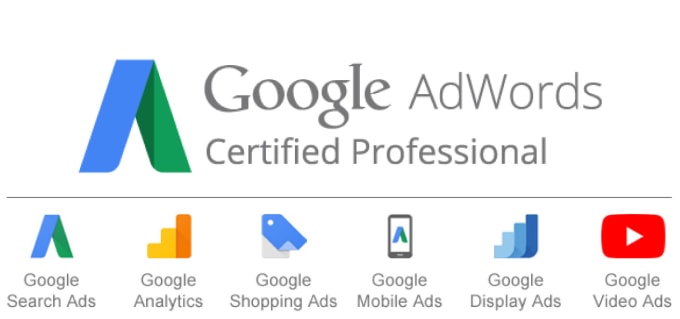 Google AdWords
Certified Professional
Google
Search Ads
Google
Analytics
Google
Shopping Ads
Google
Mobile Ads
Google
Display Ads
Google
Video Ads